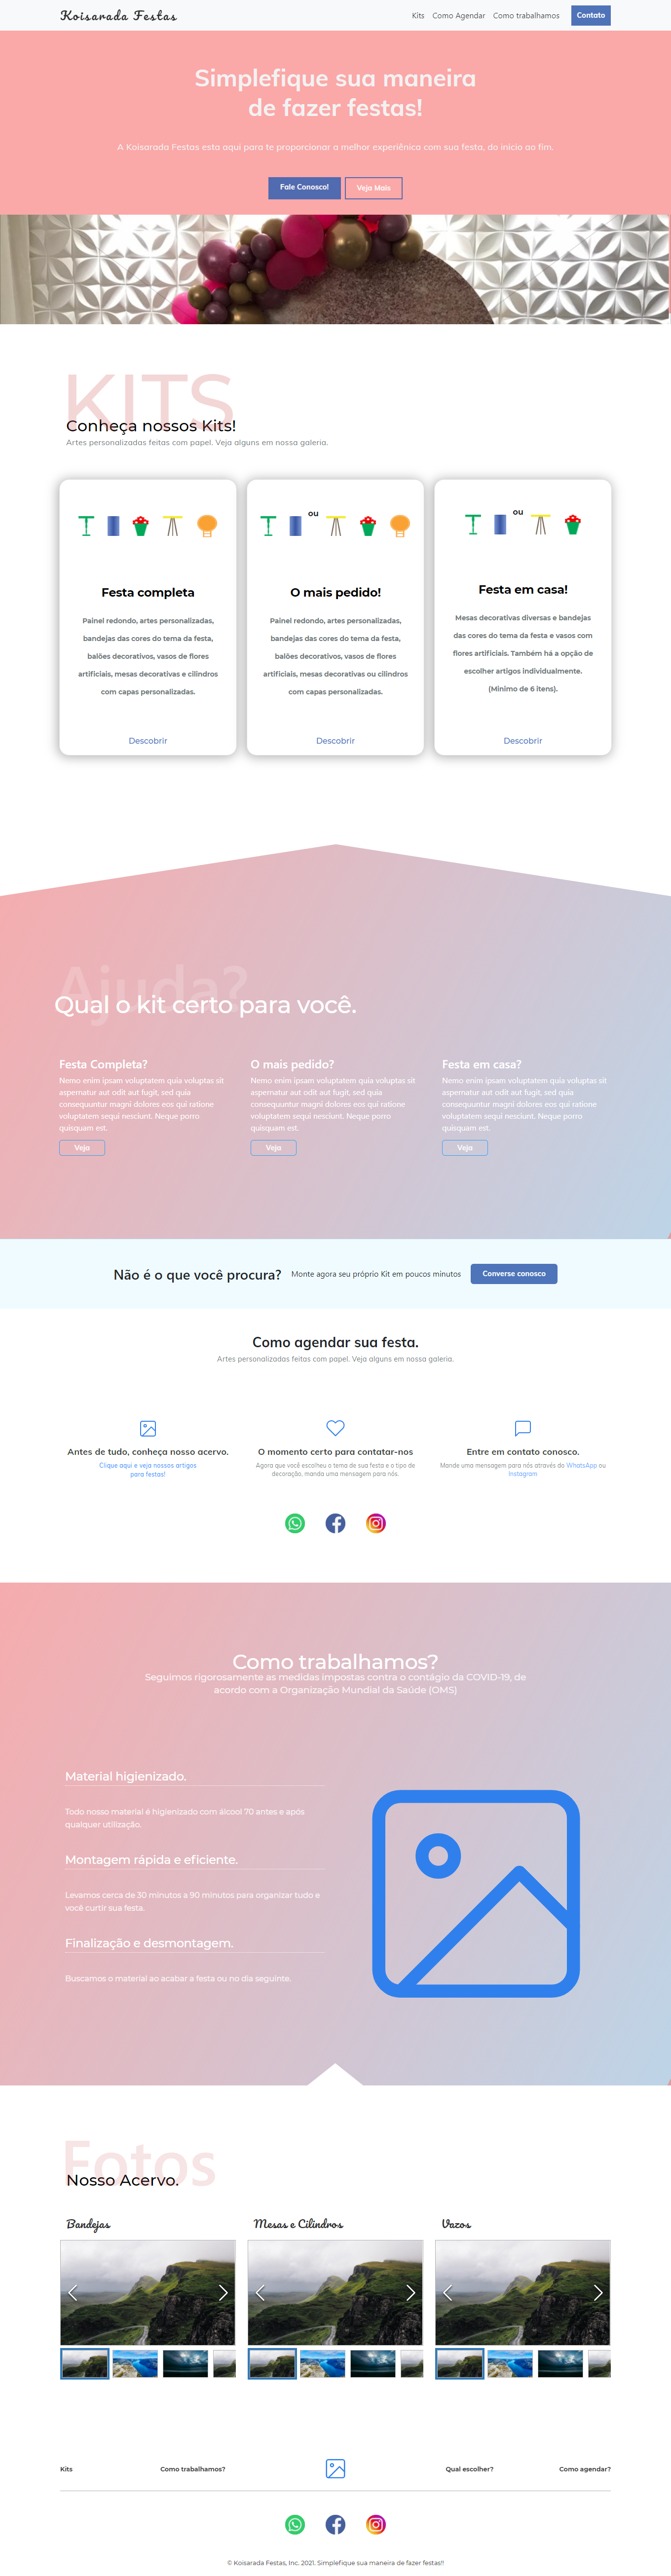 Koisarada Festas
Kits Como Agendar Como trabalhamos Contato
Simplefique sua maneira
de fazer festas!
A Koisarada Festas esta aqui para te proporcionar a melhor experiênica com sua festa, do inicio ao fim.
Fale Conosco! Veja Mais
KITS
Conheça nossos Kits!
Artes personalizadas feitas com papel. Veja alguns em nossa galeria.
Festa completa
Painel redondo, artes personalizadas,
bandejas das cores do tema da festa,
balões decorativos, vasos de flores
artificiais, mesas decorativas e cilindros
com capas personalizadas.
Descobrir
ou
O mais pedido!
Painel redondo, artes personalizadas,
bandejas das cores do tema da festa,
balões decorativos, vasos de flores
artificiais, mesas decorativas ou cilindros
com capas personalizadas.
Descobrir
ou
Festa em casa!
Mesas decorativas diversas e bandejas
das cores do tema da festa e vasos com
flores artificiais. Também há a opção de
escolher artigos individualmente.
(Minimo de 6 itens).
Descobrir
Ajuda?
Qual o kit certo para você.
Festa Completa?
Nemo enim ipsam voluptatem quia voluptas sit
aspernatur aut odit aut fugit, sed quia
consequuntur magni dolores eos qui ratione
voluptatem sequi nesciunt. Neque porro
quisquam est.
Veja
O mais pedido?
Nemo enim ipsam voluptatem quia voluptas sit
aspernatur aut odit aut fugit, sed quia
consequuntur magni dolores eos qui ratione
voluptatem sequi nesciunt. Neque porro
quisquam est.
Veja
Festa em casa?
Nemo enim ipsam voluptatem quia voluptas sit
aspernatur aut odit aut fugit, sed quia
consequuntur magni dolores eos qui ratione
voluptatem sequi nesciunt. Neque porro
quisquam est.
Veja
Não é o que você procura? Monte agora seu próprio Kit em poucos minutos Converse conosco
Como agendar sua festa.
Artes personalizadas feitas com papel. Veja alguns em nossa galeria.
Antes de tudo, conheça nosso acervo.
Clique aqui e veja nossos artigos
para festas!
O momento certo para contatar-nos
Agora que você escolheu o tema de sua festa e o tipo de
decoração, manda uma mensagem para nós.
Entre em contato conosco.
Mande uma mensagem para nós através do WhatsApp ou
Instagram
Como trabalhamos?
Seguimos rigorosamente as medidas impostas contra o contágio da COVID-19, de
acordo com a Organização Mundial da Saúde (OMS)
Material higienizado.
Todo nosso material é higienizado com álcool 70 antes e após
qualquer utilização.
Montagem rápida e eficiente.
Levamos cerca de 30 minutos a 90 minutos para organizar tudo e
você curtir sua festa.
Finalização e desmontagem.
Buscamos o material ao acabar a festa ou no dia seguinte.
Fotos
Nosso Acervo.
Bandejas
Mesas e Cilindros
Vazos
Kits Como trabalhamos? Qual escolher? Como agendar?
© Koisarada Festas, Inc. 2021. Simplefique sua maneira de fazer festas!!